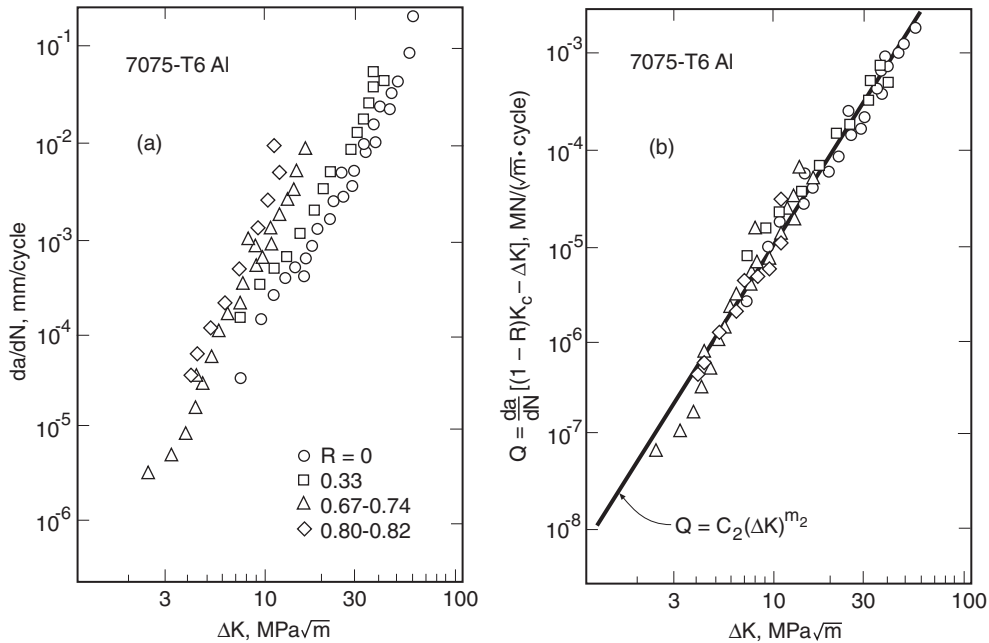 10⁻¹
7075-T6 Al
10⁻²
(a)
10⁻³
10⁻⁴
10⁻⁵
10⁻⁶
da/dN, mm/cycle
R = 0
0.33
0.67-0.74
0.80-0.82
3
10
30
100
ΔK, MPa√m
10⁻³
7075-T6 Al
(b)
10⁻⁴
10⁻⁵
10⁻⁶
10⁻⁷
10⁻⁸
Q = da/dN [(1 – R)K_c – ΔK], MN/(√m · cycle)
Q = C₂(ΔK)^m₂
3
10
30
100
ΔK, MPa√m